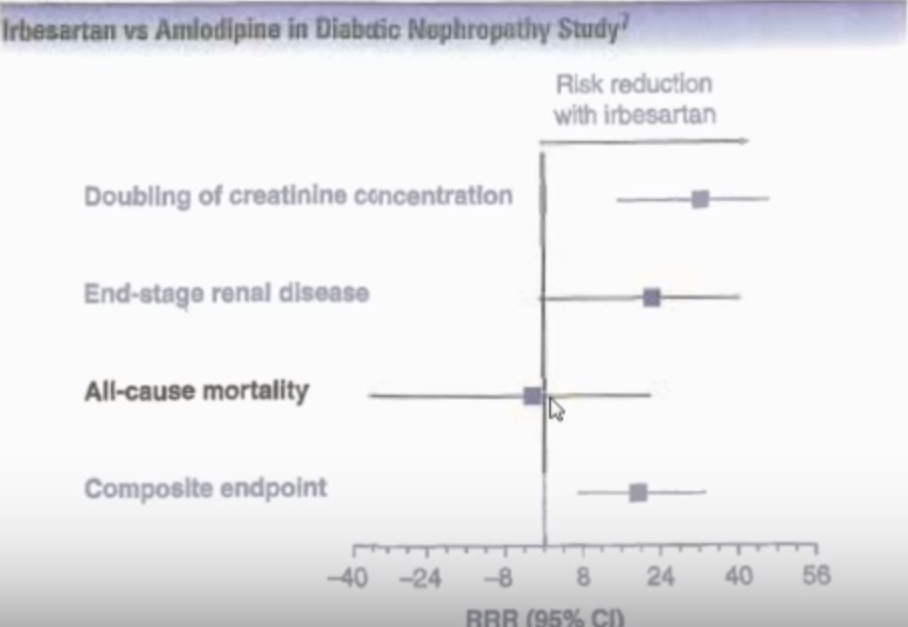 Irbesartan vs Amlodipine in Diabetic Nephropathy Study⁷
Risk reduction
with irbesartan
Doubling of creatinine concentration
End-stage renal disease
All-cause mortality
Composite endpoint
–40 –24 –8 8 24 40 56
RRR (95% CI)